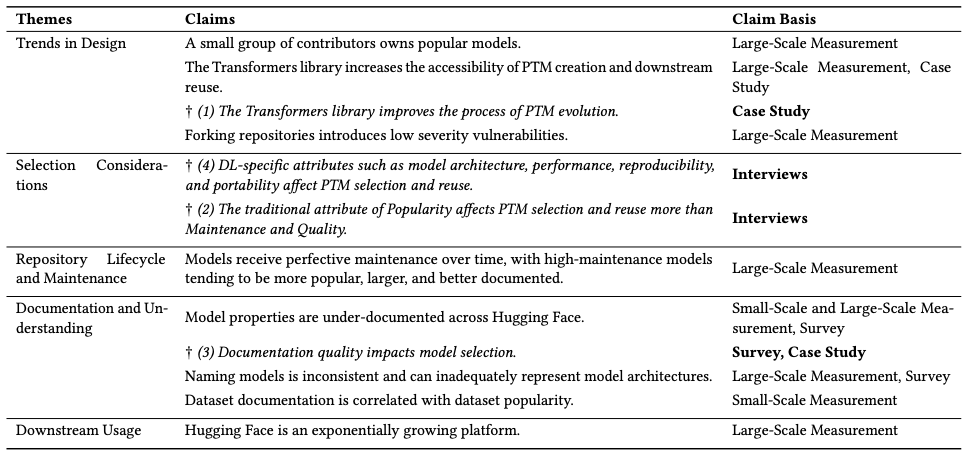 Themes Claims Claim Basis
Trends in Design A small group of contributors owns popular models. Large-Scale Measurement
The Transformers library increases the accessibility of PTM creation and downstream Large-Scale Measurement, Case
reuse. Study
† (1) The Transformers library improves the process of PTM evolution. Case Study
Forking repositories introduces low severity vulnerabilities. Large-Scale Measurement
Selection Considera- † (4) DL-specific attributes such as model architecture, performance, reproducibility,
tions and portability affect PTM selection and reuse. Interviews
† (2) The traditional attribute of Popularity affects PTM selection and reuse more than
Maintenance and Quality. Interviews
Repository Lifecycle Models receive perfective maintenance over time, with high-maintenance models
and Maintenance tending to be more popular, larger, and better documented. Large-Scale Measurement
Documentation and Un- Model properties are under-documented across Hugging Face. Small-Scale and Large-Scale Mea-
derstanding surement, Survey
† (3) Documentation quality impacts model selection. Survey, Case Study
Naming models is inconsistent and can inadequately represent model architectures. Large-Scale Measurement, Survey
Dataset documentation is correlated with dataset popularity. Small-Scale Measurement
Downstream Usage Hugging Face is an exponentially growing platform. Large-Scale Measurement